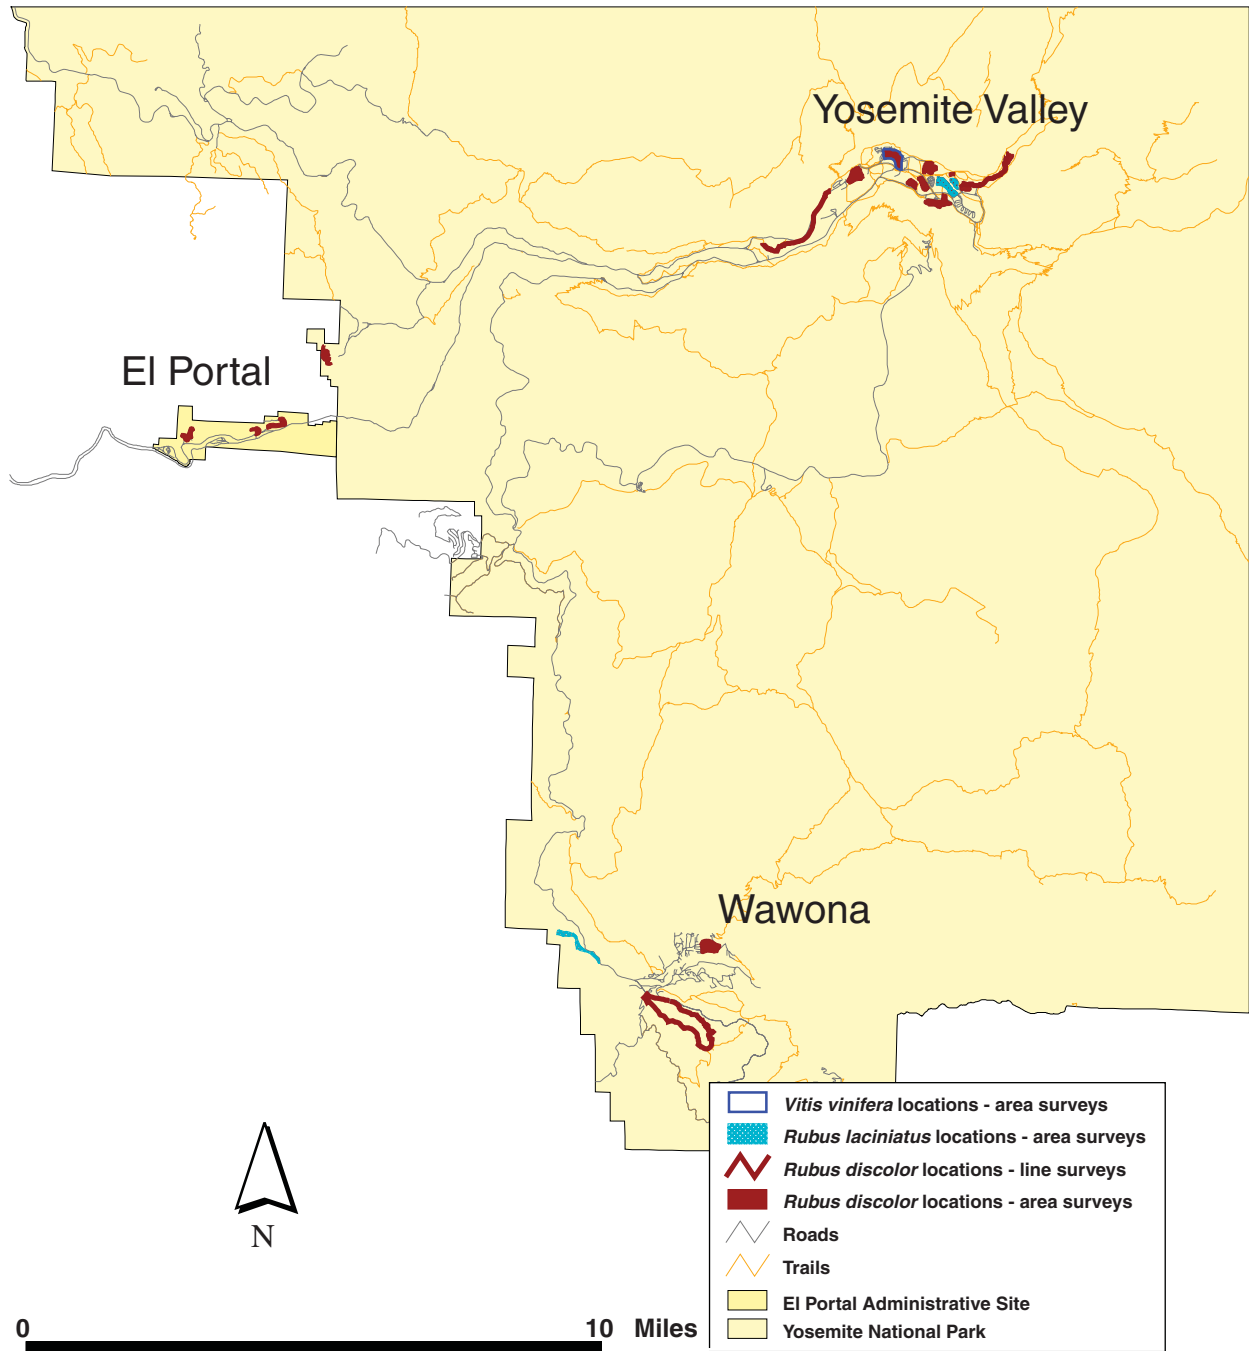 Yosemite Valley
El Portal
Wawona
Vitis vinifera locations - area surveys
Rubus laciniatus locations - area surveys
Rubus discolor locations - line surveys
Rubus discolor locations - area surveys
Roads
Trails
El Portal Administrative Site
Yosemite National Park
N
0 10 Miles